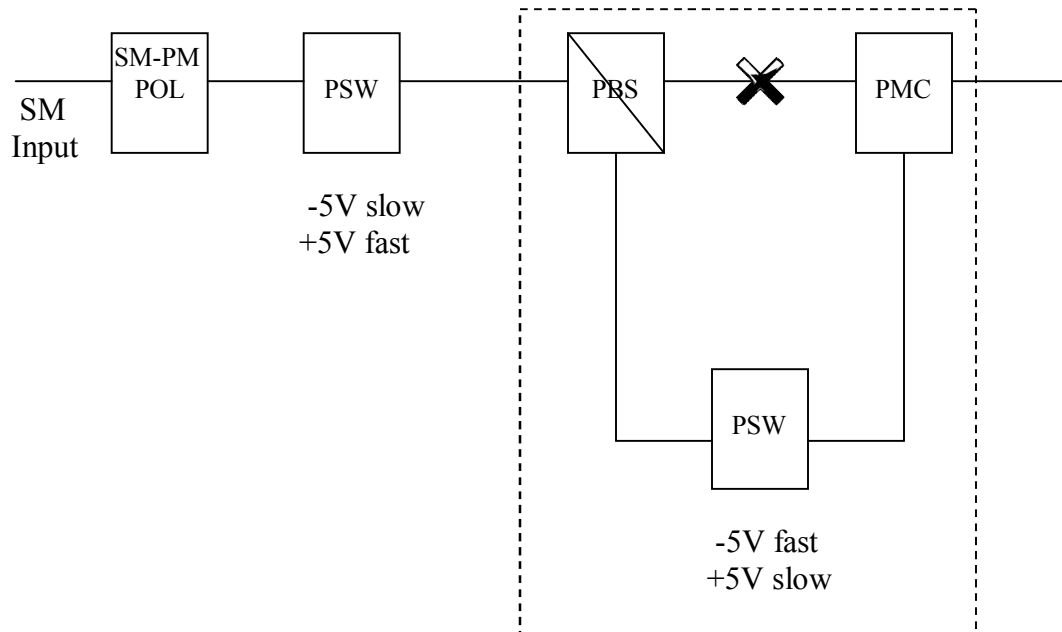 SM-PM
POL
SM
Input
PSW
-5V slow
+5V fast
PBS
PMC
PSW
-5V fast
+5V slow